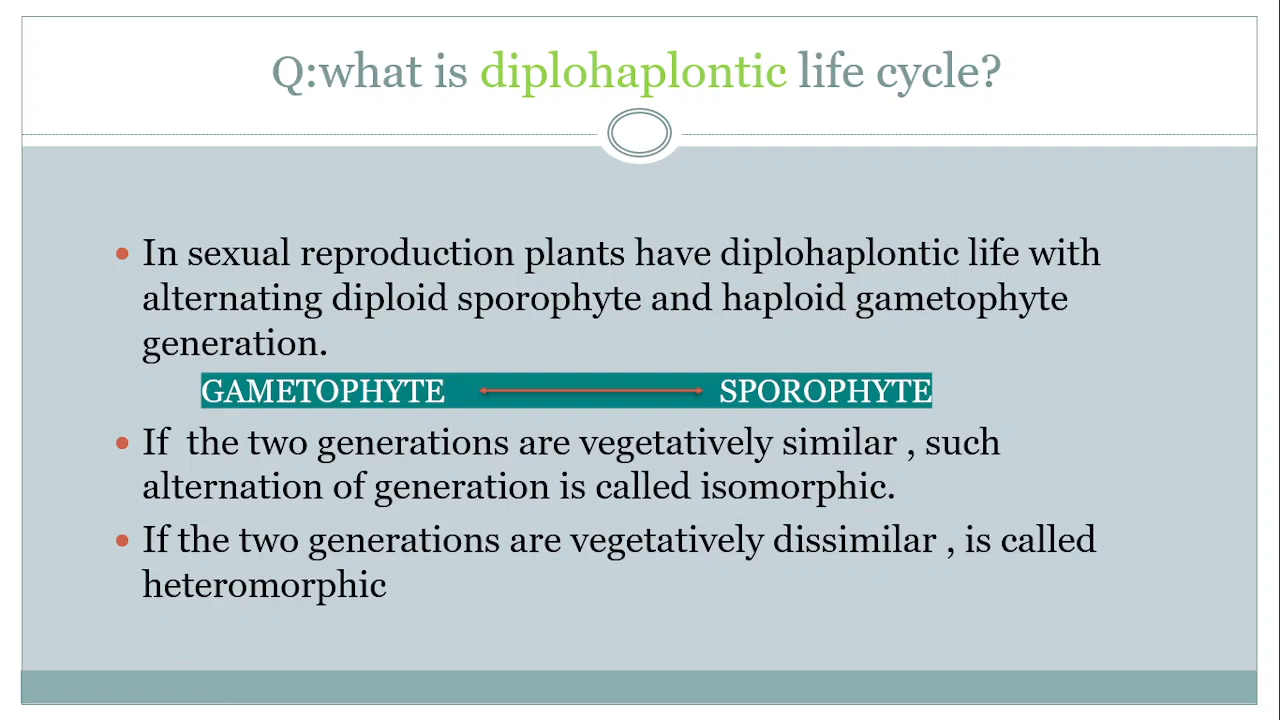 Q:what is diplohaplontic life cycle?
• In sexual reproduction plants have diplohaplontic life with
alternating diploid sporophyte and haploid gametophyte
generation.
GAMETOPHYTE SPOROPHYTE
• If the two generations are vegetatively similar , such
alternation of generation is called isomorphic.
• If the two generations are vegetatively dissimilar , is called
heteromorphic